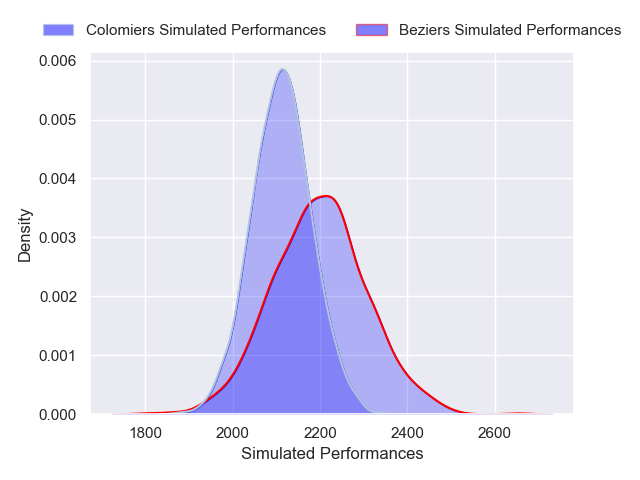 Colomiers Simulated Performances Beziers Simulated Performances
0.006
0.005
0.004
0.003
0.002
0.001
0.000
Density
1800 2000 2200 2400 2600
Simulated Performances